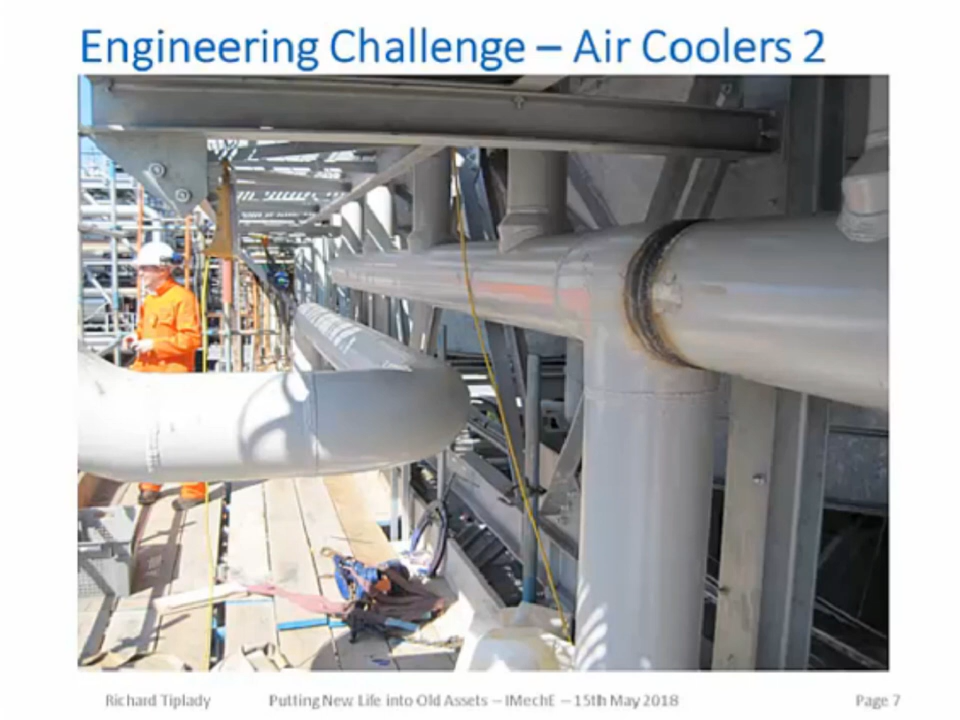 Engineering Challenge – Air Coolers 2
Richard Tiplady Putting New Life into Old Assets – IMechE – 15th May 2018 Page 7